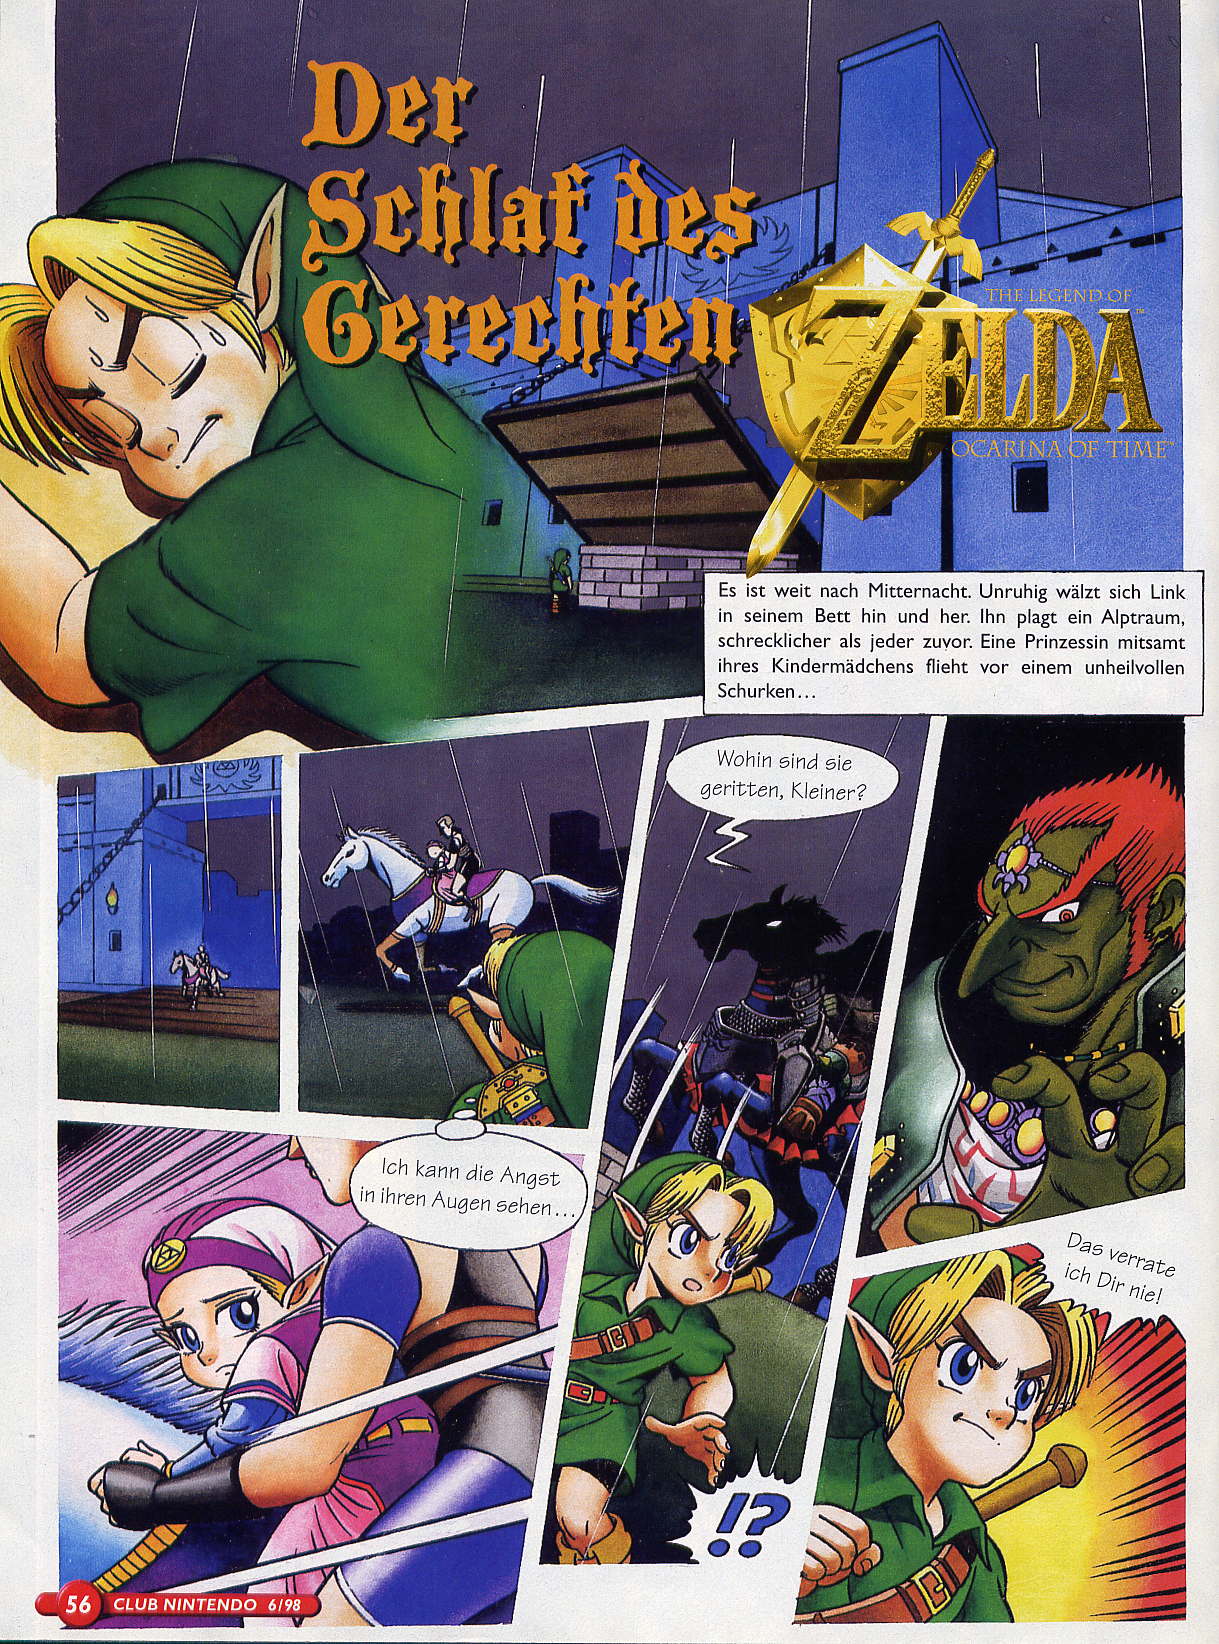 Der
Schlaf des
Gerechten
THE LEGEND OF
ZELDA™
OCARINA OF TIME™
Es ist weit nach Mitternacht. Unruhig wälzt sich Link
in seinem Bett hin und her. Ihn plagt ein Alptraum,
schrecklicher als jeder zuvor. Eine Prinzessin mitsamt
ihres Kindermädchens flieht vor einem unheilvollen
Schurken...
Wohin sind sie
geritten, Kleiner?
Ich kann die Angst
in ihren Augen sehen...
!?
Das verrate
ich Dir nie!
56 CLUB NINTENDO 6/98